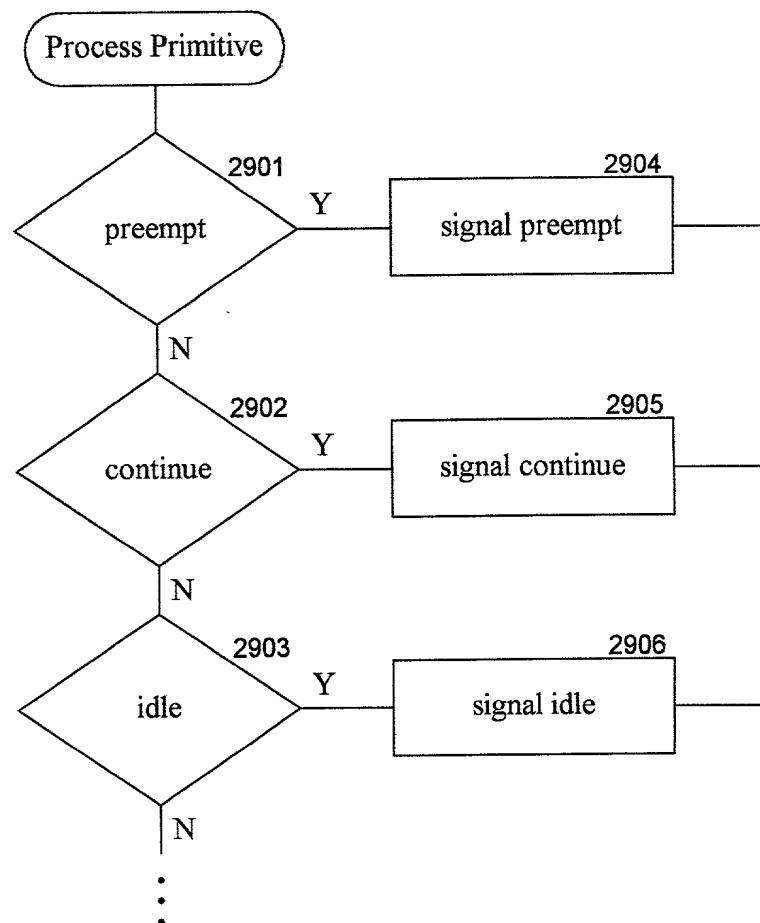 Process Primitive
2901
preempt
Y
2904
signal preempt
N
2902
continue
Y
2905
signal continue
N
2903
idle
Y
2906
signal idle
N